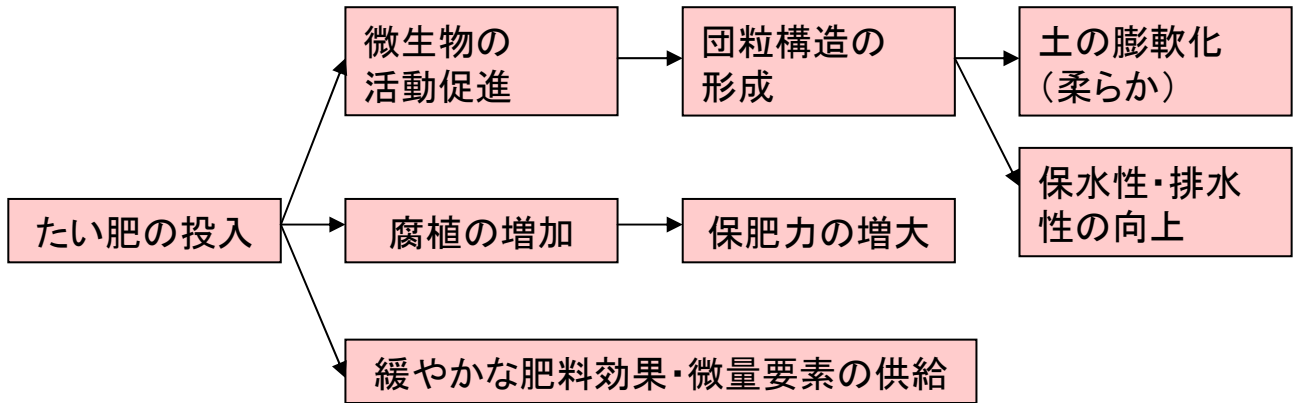 微生物の
活動促進
団粒構造の
形成
土の膨軟化
（柔らか）
保水性・排水
性の向上
たい肥の投入
腐植の増加
保肥力の増大
緩やかな肥料効果・微量要素の供給